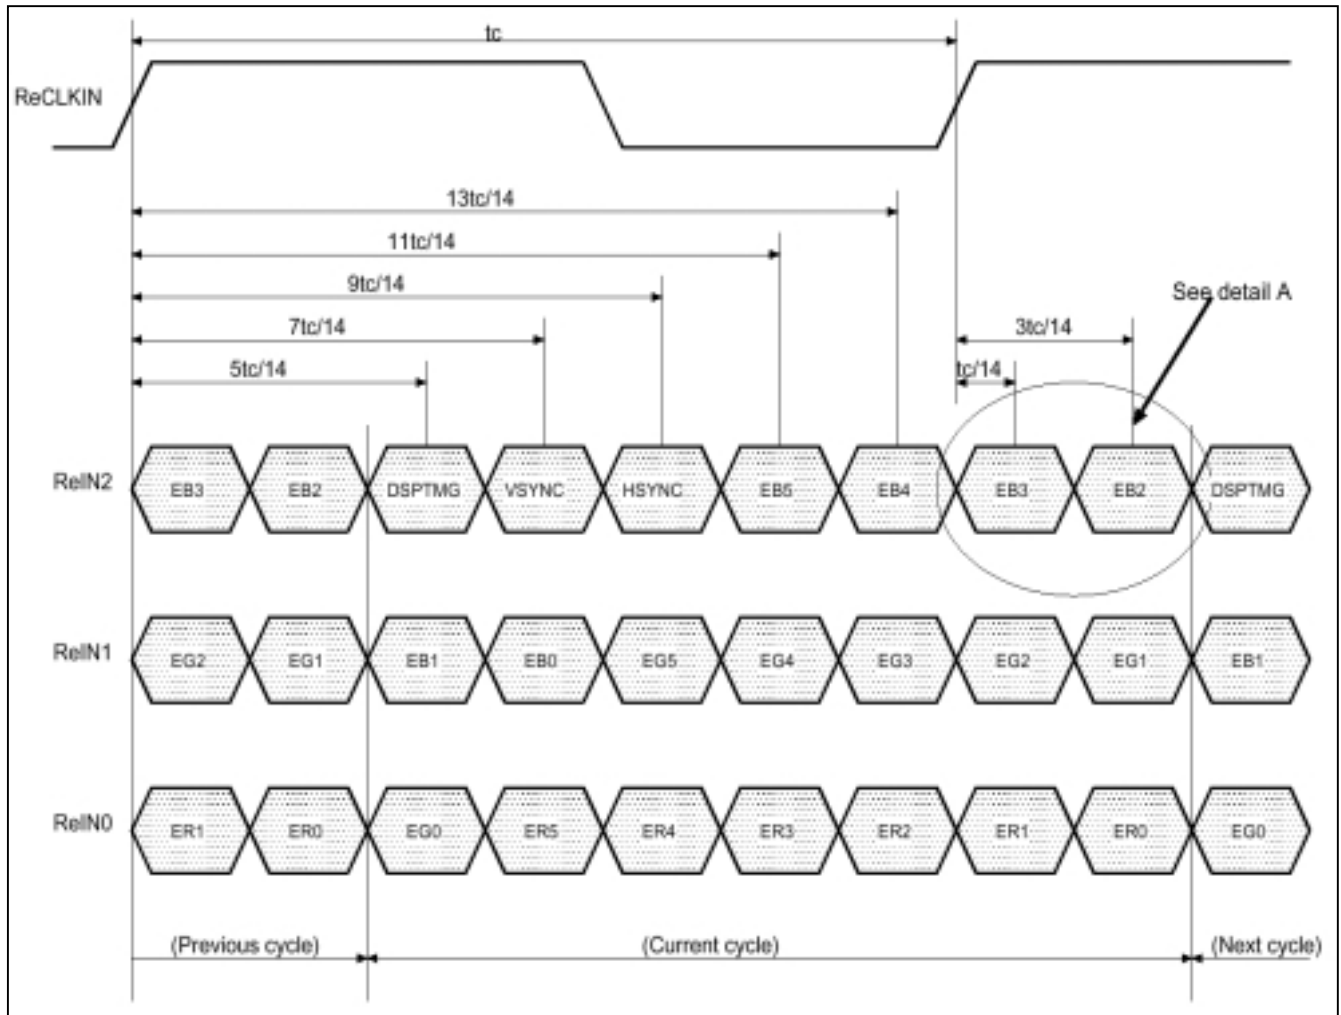 tc
ReCLKIN
13tc/14
11tc/14
9tc/14
See detail A
7tc/14
3tc/14
5tc/14
tc/14
ReIN2
EB3 EB2 DSPTMG VSYNC HSYNC EB5 EB4 EB3 EB2 DSPTMG
ReIN1
EG2 EG1 EB1 EB0 EG5 EG4 EG3 EG2 EG1 EB1
ReIN0
ER1 ER0 EG0 ER5 ER4 ER3 ER2 ER1 ER0 EG0
(Previous cycle) (Current cycle) (Next cycle)